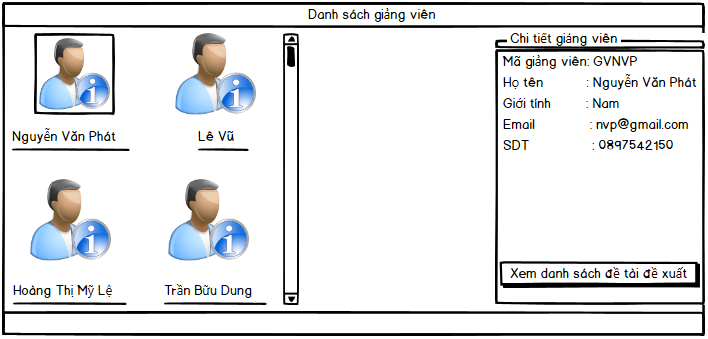 Danh sách giảng viên
Nguyễn Văn Phát
Lê Vũ
Hoàng Thị Mỹ Lệ
Trần Bửu Dung
Chi tiết giảng viên
Mã giảng viên: GVNVP
Họ tên : Nguyễn Văn Phát
Giới tính : Nam
Email : nvp@gmail.com
SDT : 0897542150
Xem danh sách đề tài đề xuất